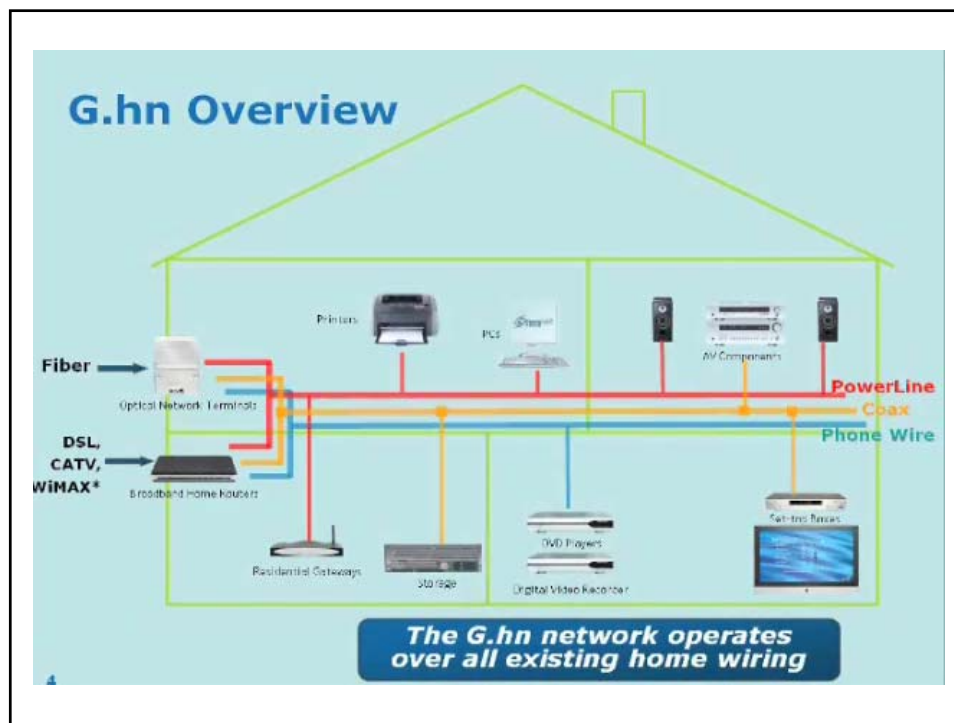 G.hn Overview
Printers
PCs
AV Components
Fiber
Optical Network Terminals
PowerLine
Coax
Phone Wire
DSL,
CATV,
WiMAX*
Broadband Home Routers
Residential Gateways
Storage
DVD Players
Digital Video Recorder
Set-top Boxes
The G.hn network operates
over all existing home wiring
4